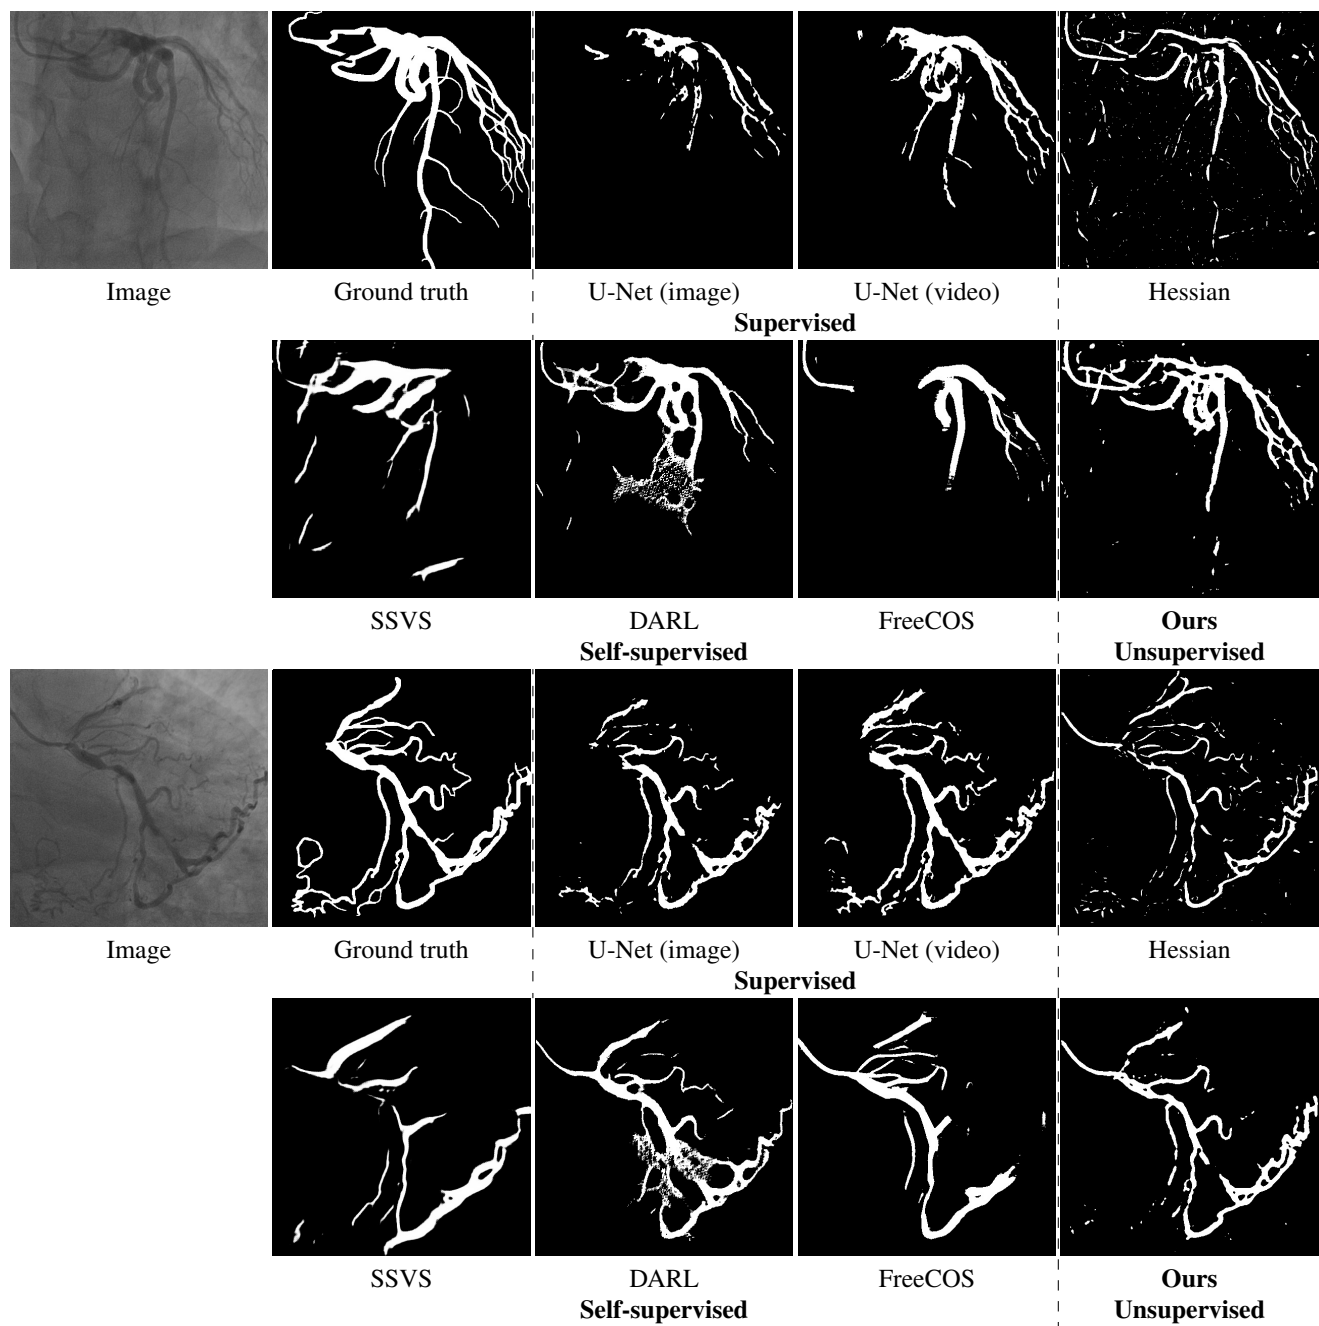 Image Ground truth U-Net (image) U-Net (video) Hessian
Supervised
SSVS DARL FreeCOS Ours
Self-supervised Unsupervised
Image Ground truth U-Net (image) U-Net (video) Hessian
Supervised
SSVS DARL FreeCOS Ours
Self-supervised Unsupervised